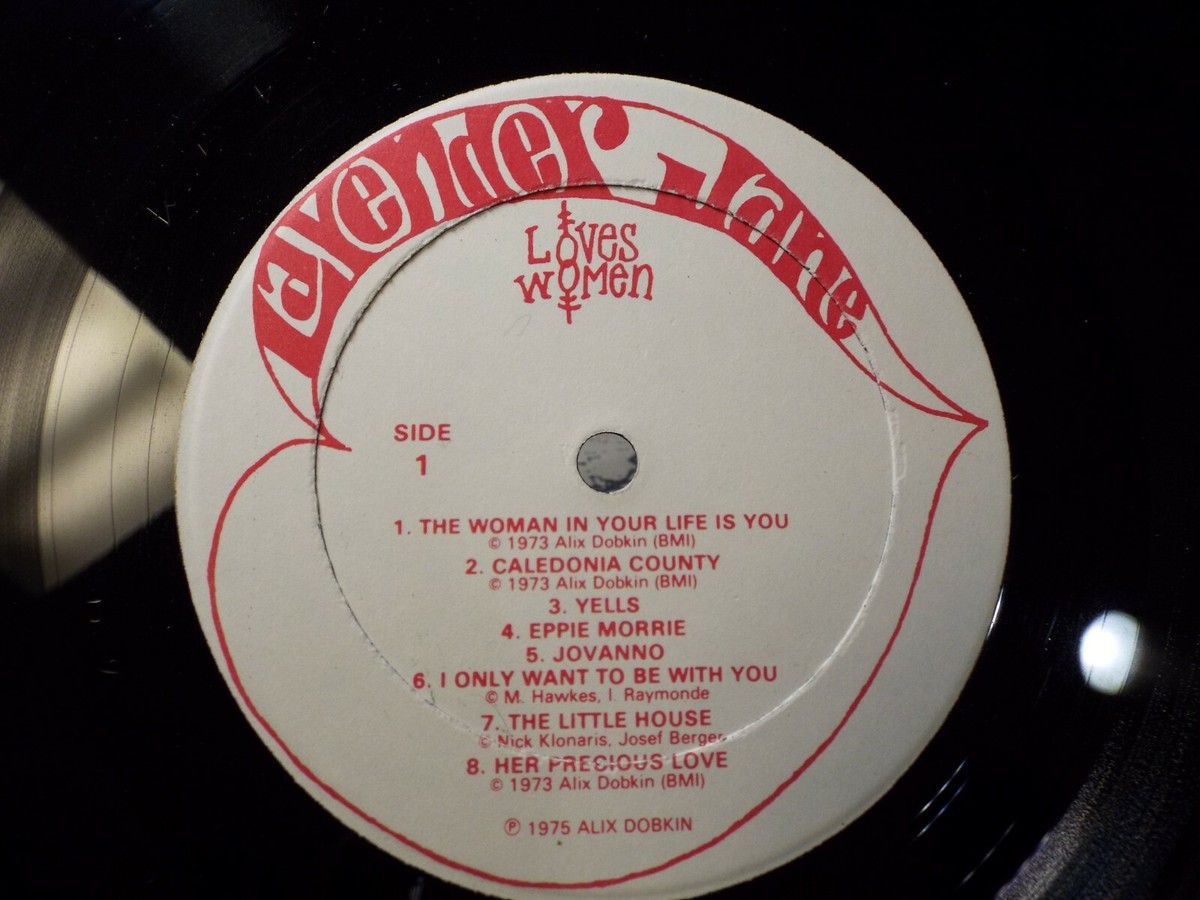 Lavender Jane
Loves
Women
SIDE
1
1. THE WOMAN IN YOUR LIFE IS YOU
© 1973 Alix Dobkin (BMI)
2. CALEDONIA COUNTY
© 1973 Alix Dobkin (BMI)
3. YELLS
4. EPPIE MORRIE
5. JOVANNO
6. I ONLY WANT TO BE WITH YOU
© M. Hawkes, I. Raymonde
7. THE LITTLE HOUSE
© Nick Klonaris, Josef Berger
8. HER PRECIOUS LOVE
© 1973 Alix Dobkin (BMI)
℗ 1975 ALIX DOBKIN